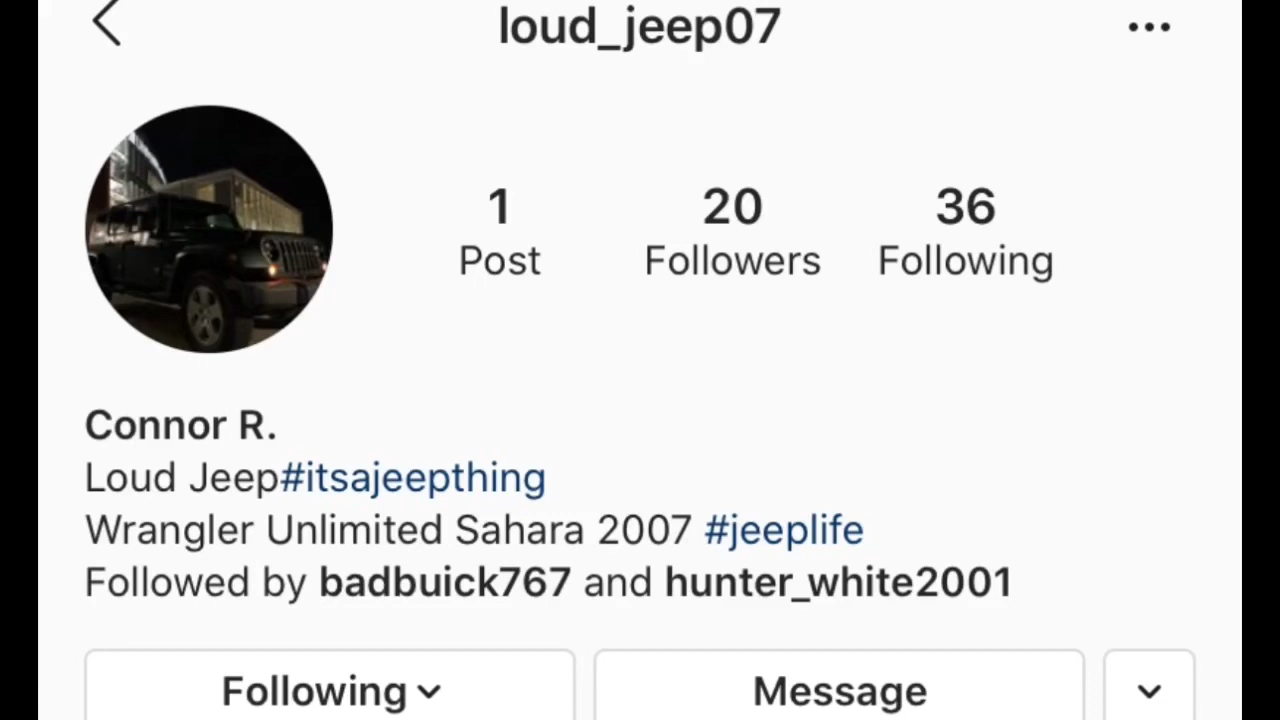 loud_jeep07
1 20 36
Post Followers Following
Connor R.
Loud Jeep#itsajeepthing
Wrangler Unlimited Sahara 2007 #jeeplife
Followed by badbuick767 and hunter_white2001
Following Message